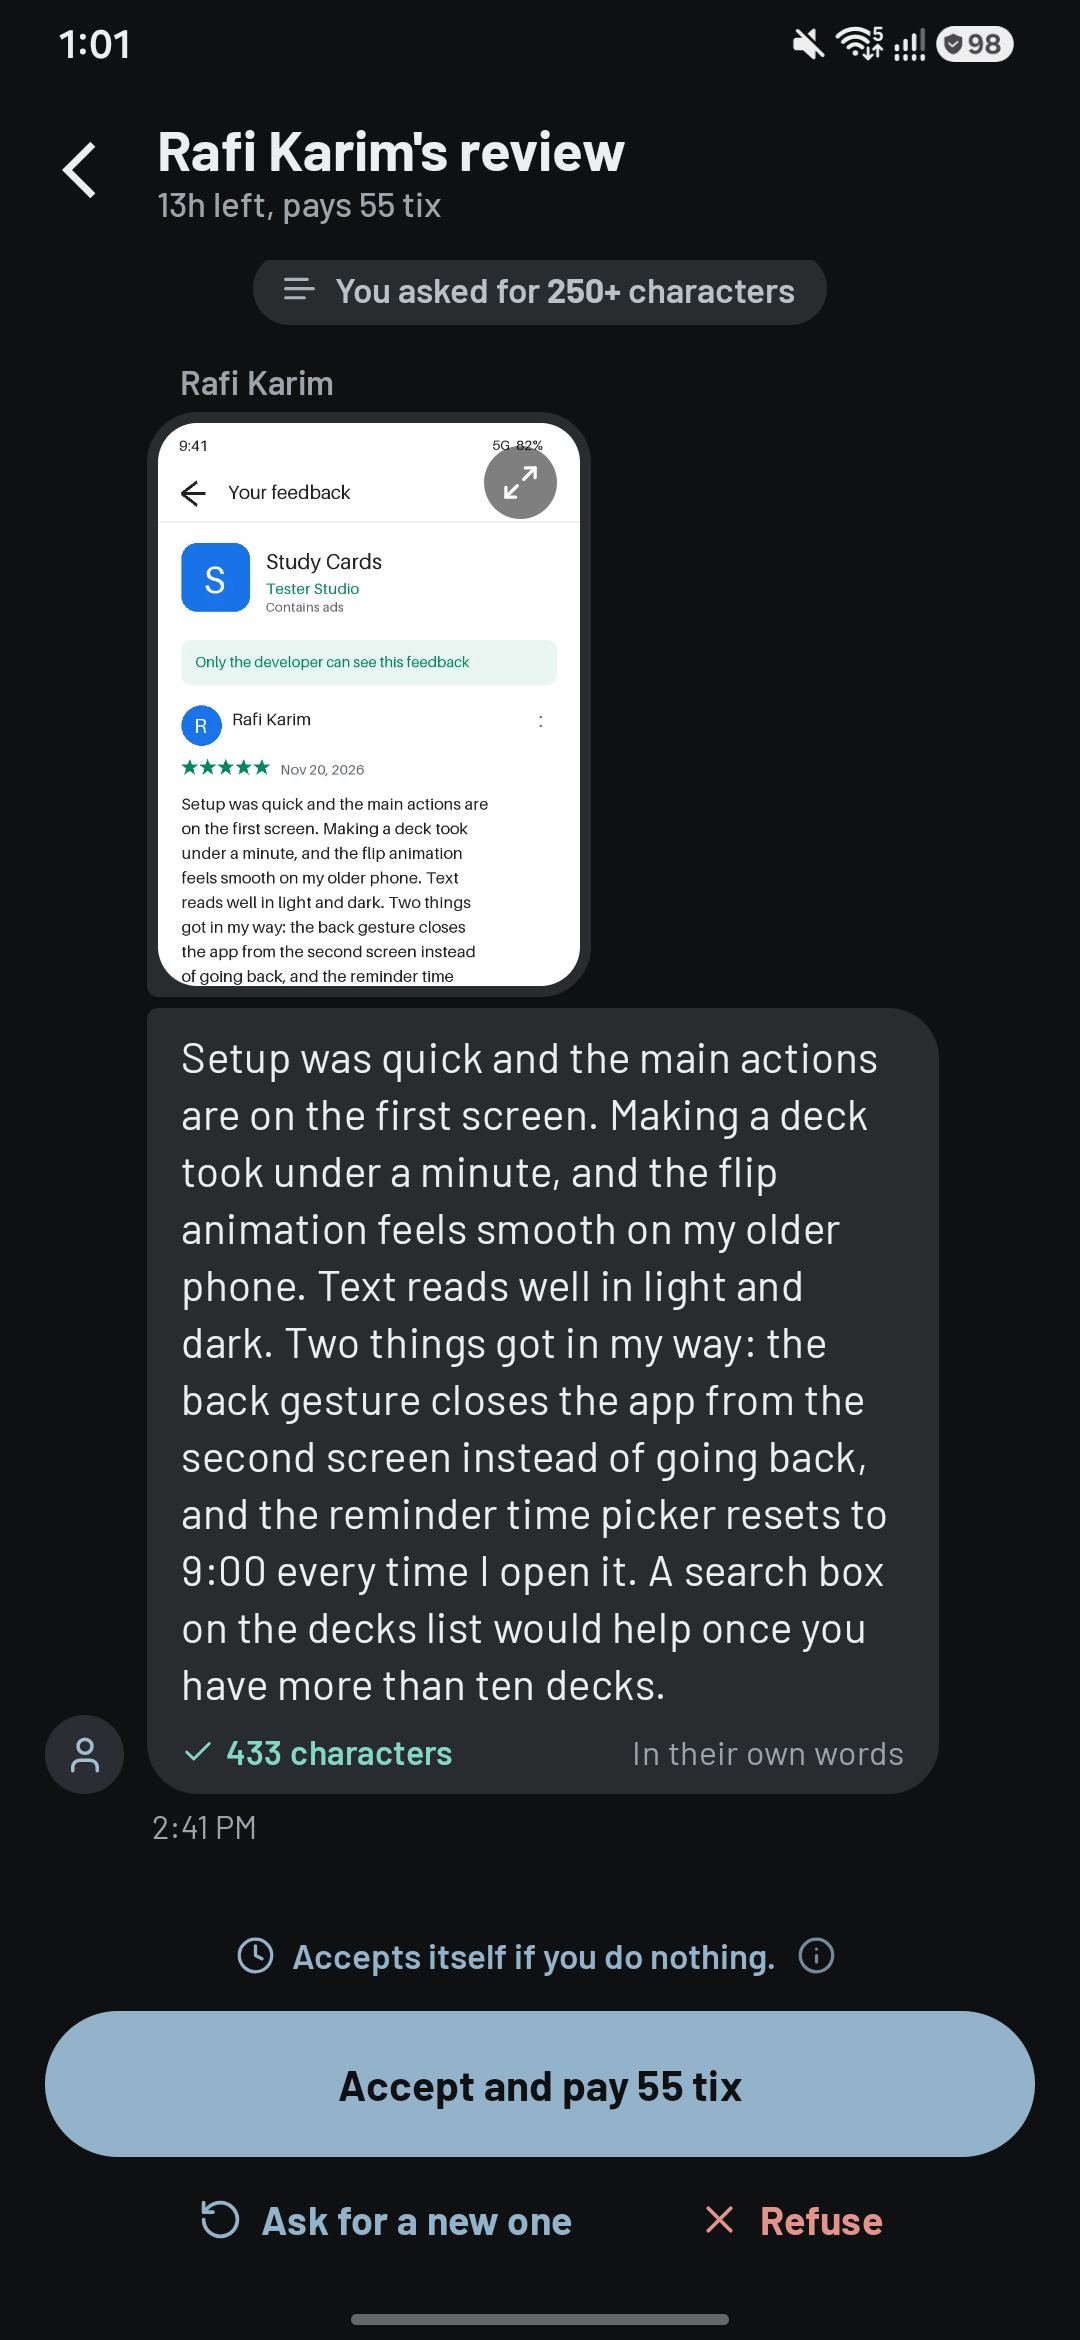 1:01
5
98
Rafi Karim's review
13h left, pays 55 tix
You asked for 250+ characters
Rafi Karim
9:41
5G 82%
Your feedback
S
Study Cards
Tester Studio
Contains ads
Only the developer can see this feedback
R
Rafi Karim
Nov 20, 2026
Setup was quick and the main actions are
on the first screen. Making a deck took
under a minute, and the flip animation
feels smooth on my older phone. Text
reads well in light and dark. Two things
got in my way: the back gesture closes
the app from the second screen instead
of going back, and the reminder time
Setup was quick and the main actions
are on the first screen. Making a deck
took under a minute, and the flip
animation feels smooth on my older
phone. Text reads well in light and
dark. Two things got in my way: the
back gesture closes the app from the
second screen instead of going back,
and the reminder time picker resets to
9:00 every time I open it. A search box
on the decks list would help once you
have more than ten decks.
433 characters
In their own words
2:41 PM
Accepts itself if you do nothing.
Accept and pay 55 tix
Ask for a new one
Refuse